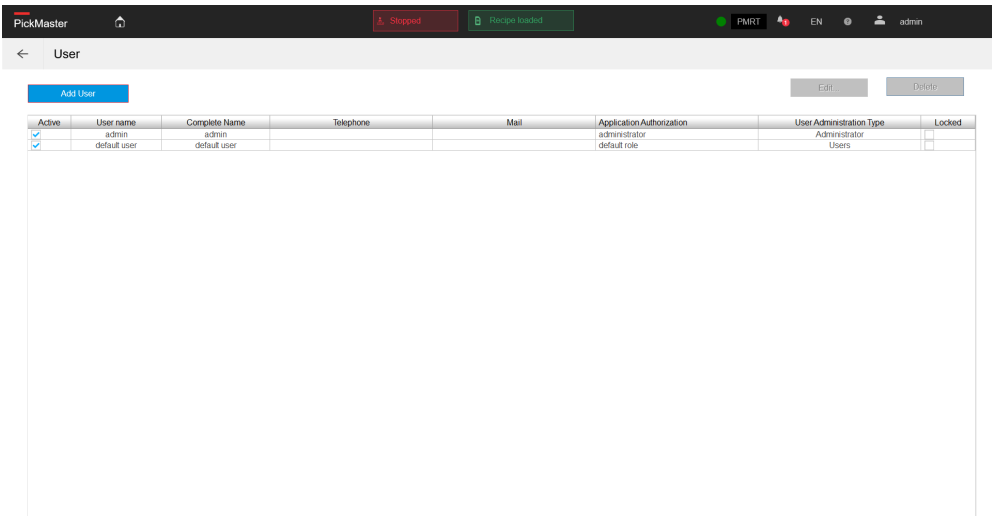 PickMaster Stopped Recipe loaded PMRT 1 EN ? admin
User
Add User Edit... Delete
Active User name Complete Name Telephone Mail Application Authorization User Administration Type Locked
admin admin administrator Administrator
default user default user default role Users